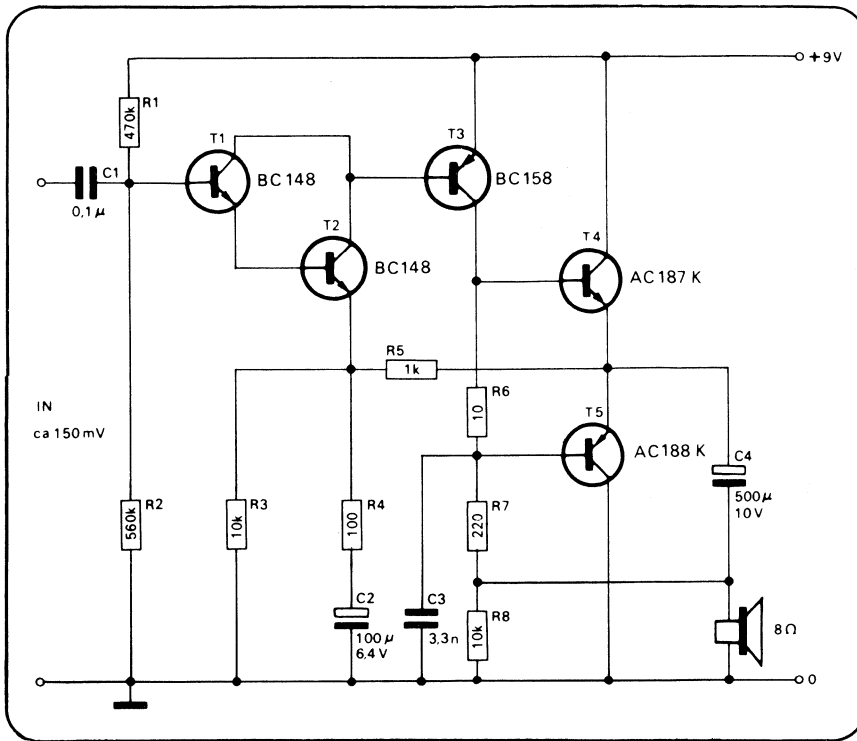 +9V
R1
470k
C1
0,1µ
T1
BC148
T2
BC148
T3
BC158
T4
AC187 K
R5
1k
IN
ca 150mV
R6
10
T5
AC188 K
C4
500µ
10V
R2
560k
R3
10k
R4
100
R7
220
C2
100µ
6,4V
C3
3,3n
R8
10k
8Ω
0